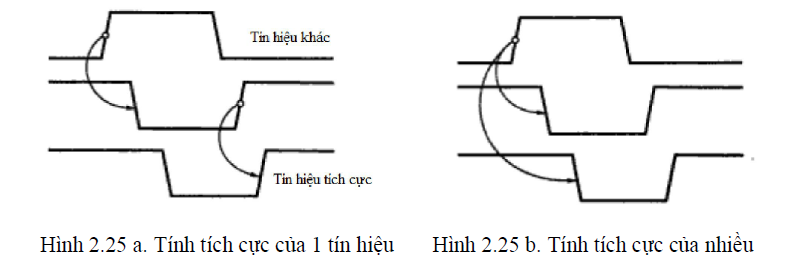 Tín hiệu khác
Tín hiệu tích cực
Hình 2.25 a. Tính tích cực của 1 tín hiệu
Hình 2.25 b. Tính tích cực của nhiều